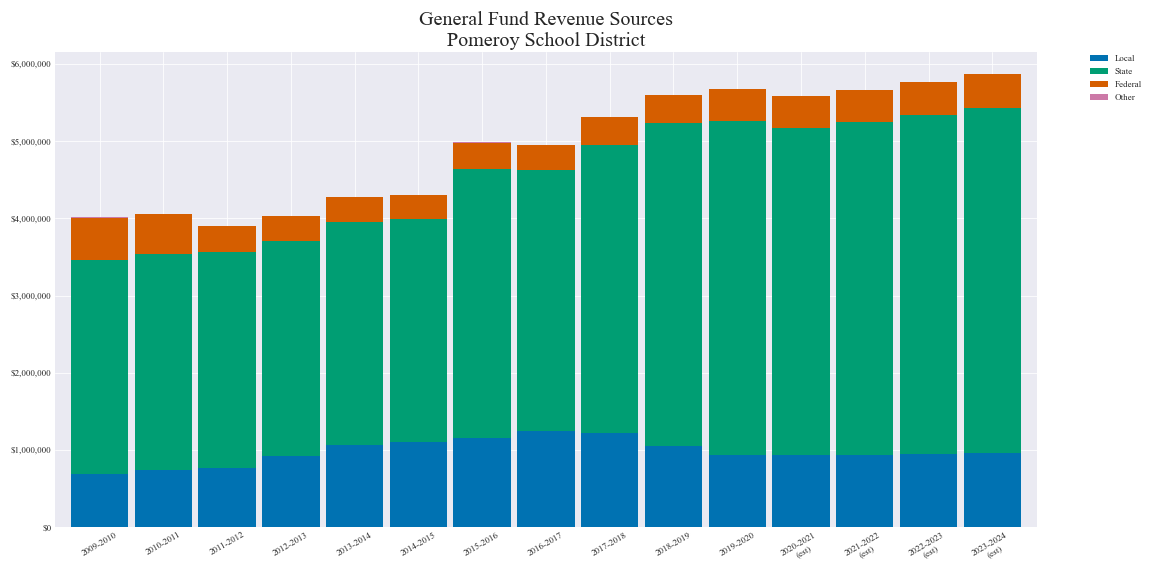 General Fund Revenue Sources
Pomeroy School District
Local
State
Federal
Other
$6,000,000
$5,000,000
$4,000,000
$3,000,000
$2,000,000
$1,000,000
$0
2009-2010
2010-2011
2011-2012
2012-2013
2013-2014
2014-2015
2015-2016
2016-2017
2017-2018
2018-2019
2019-2020
2020-2021
(est)
2021-2022
(est)
2022-2023
(est)
2023-2024
(est)